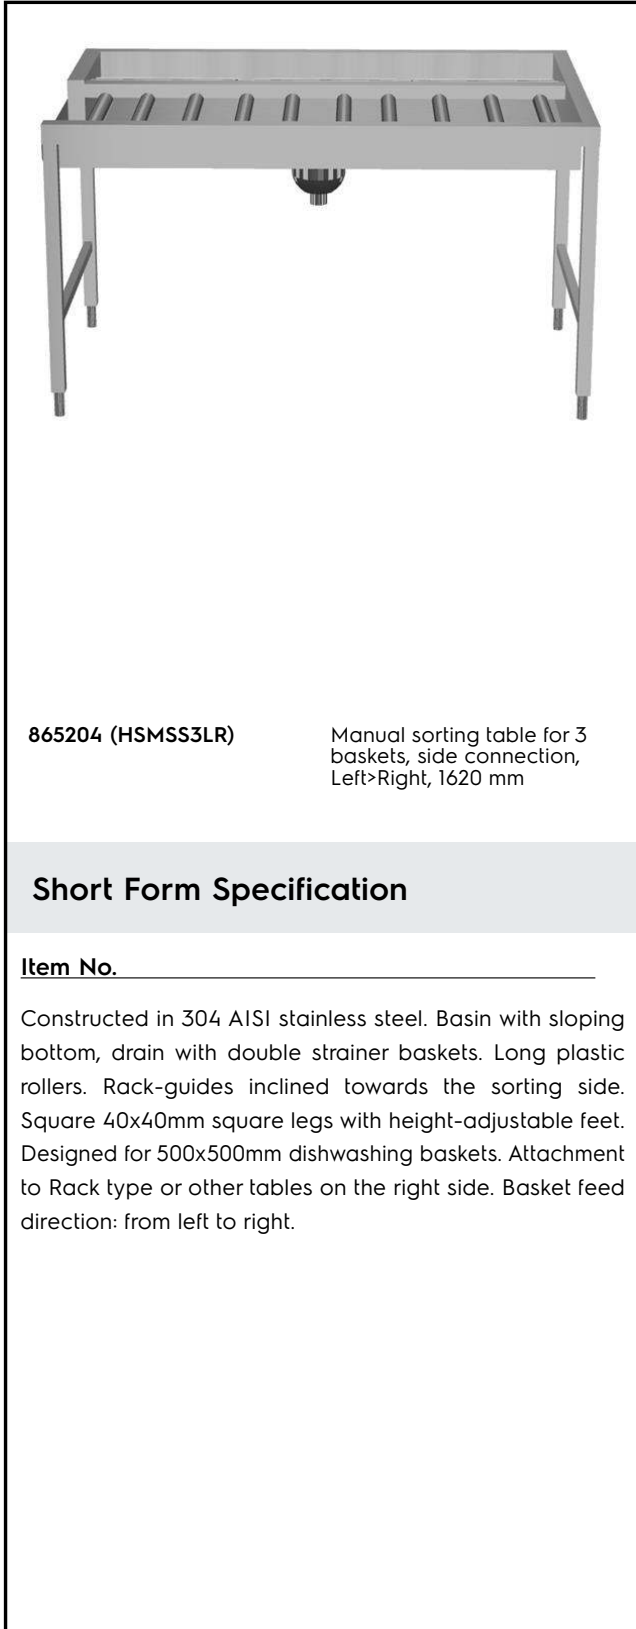 865204 (HSMSS3LR)
Manual sorting table for 3
baskets, side connection,
Left>Right, 1620 mm
Short Form Specification
Item No.
Constructed in 304 AISI stainless steel. Basin with sloping
bottom, drain with double strainer baskets. Long plastic
rollers. Rack-guides inclined towards the sorting side.
Square 40x40mm square legs with height-adjustable feet.
Designed for 500x500mm dishwashing baskets. Attachment
to Rack type or other tables on the right side. Basket feed
direction: from left to right.